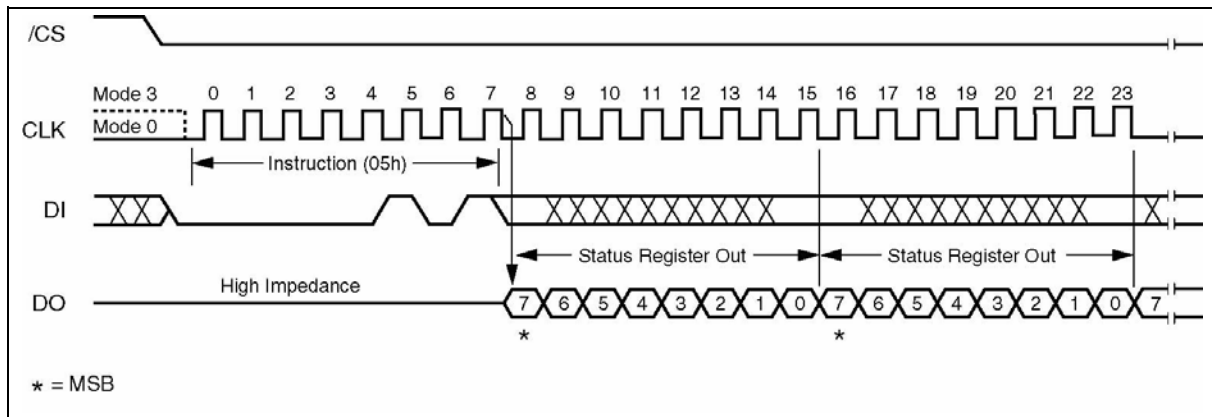 /CS
Mode 3 0 1 2 3 4 5 6 7 8 9 10 11 12 13 14 15 16 17 18 19 20 21 22 23
CLK Mode 0
Instruction (05h)
DI
Status Register Out Status Register Out
High Impedance
DO 7 6 5 4 3 2 1 0 7 6 5 4 3 2 1 0 7
* *
* = MSB